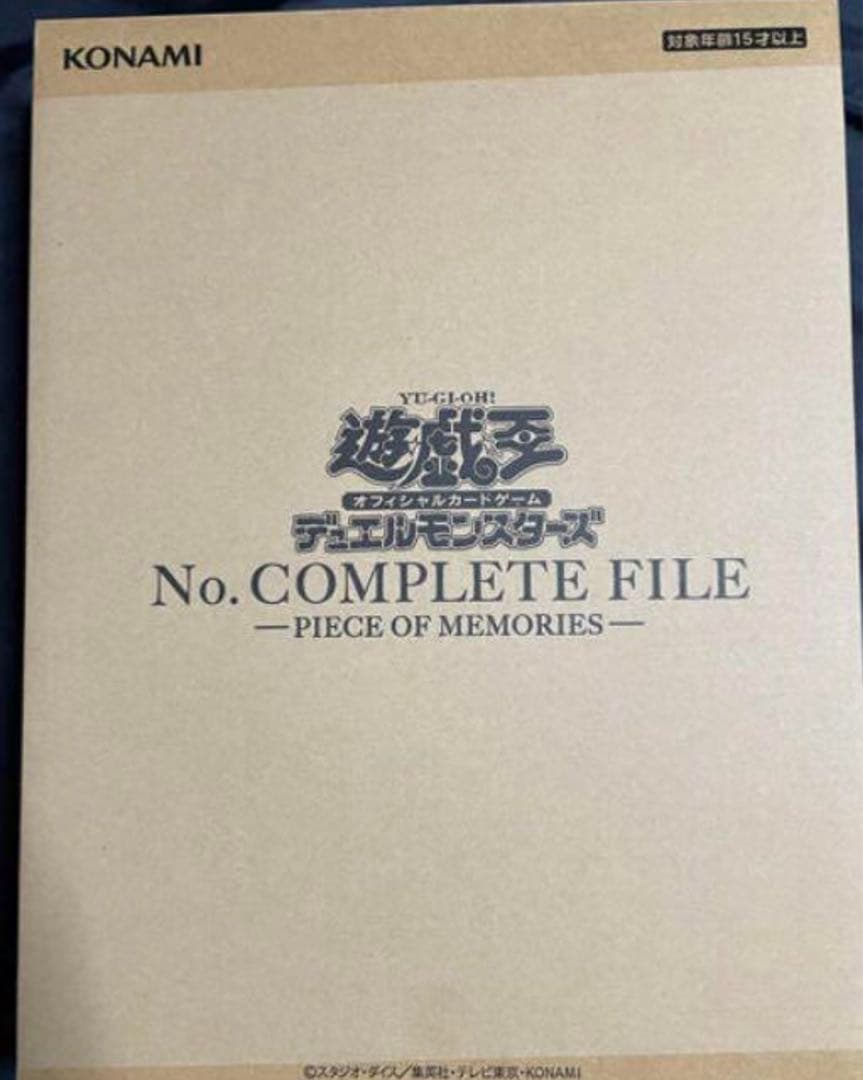 KONAMI
対象年齢15才以上
YU-GI-OH!
遊戯王
オフィシャルカードゲーム
デュエルモンスターズ
No. COMPLETE FILE
—PIECE OF MEMORIES—
©スタジオ・ダイス/集英社・テレビ東京・KONAMI